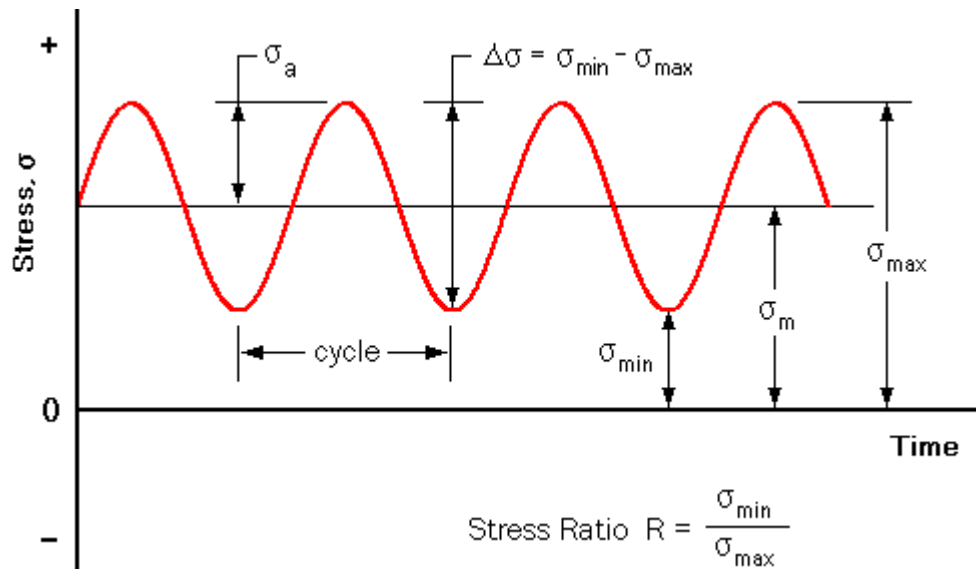 +
σa
Δσ = σmin - σmax
Stress, σ
σmax
σm
cycle
σmin
0
Time
–
Stress Ratio R = σmin / σmax